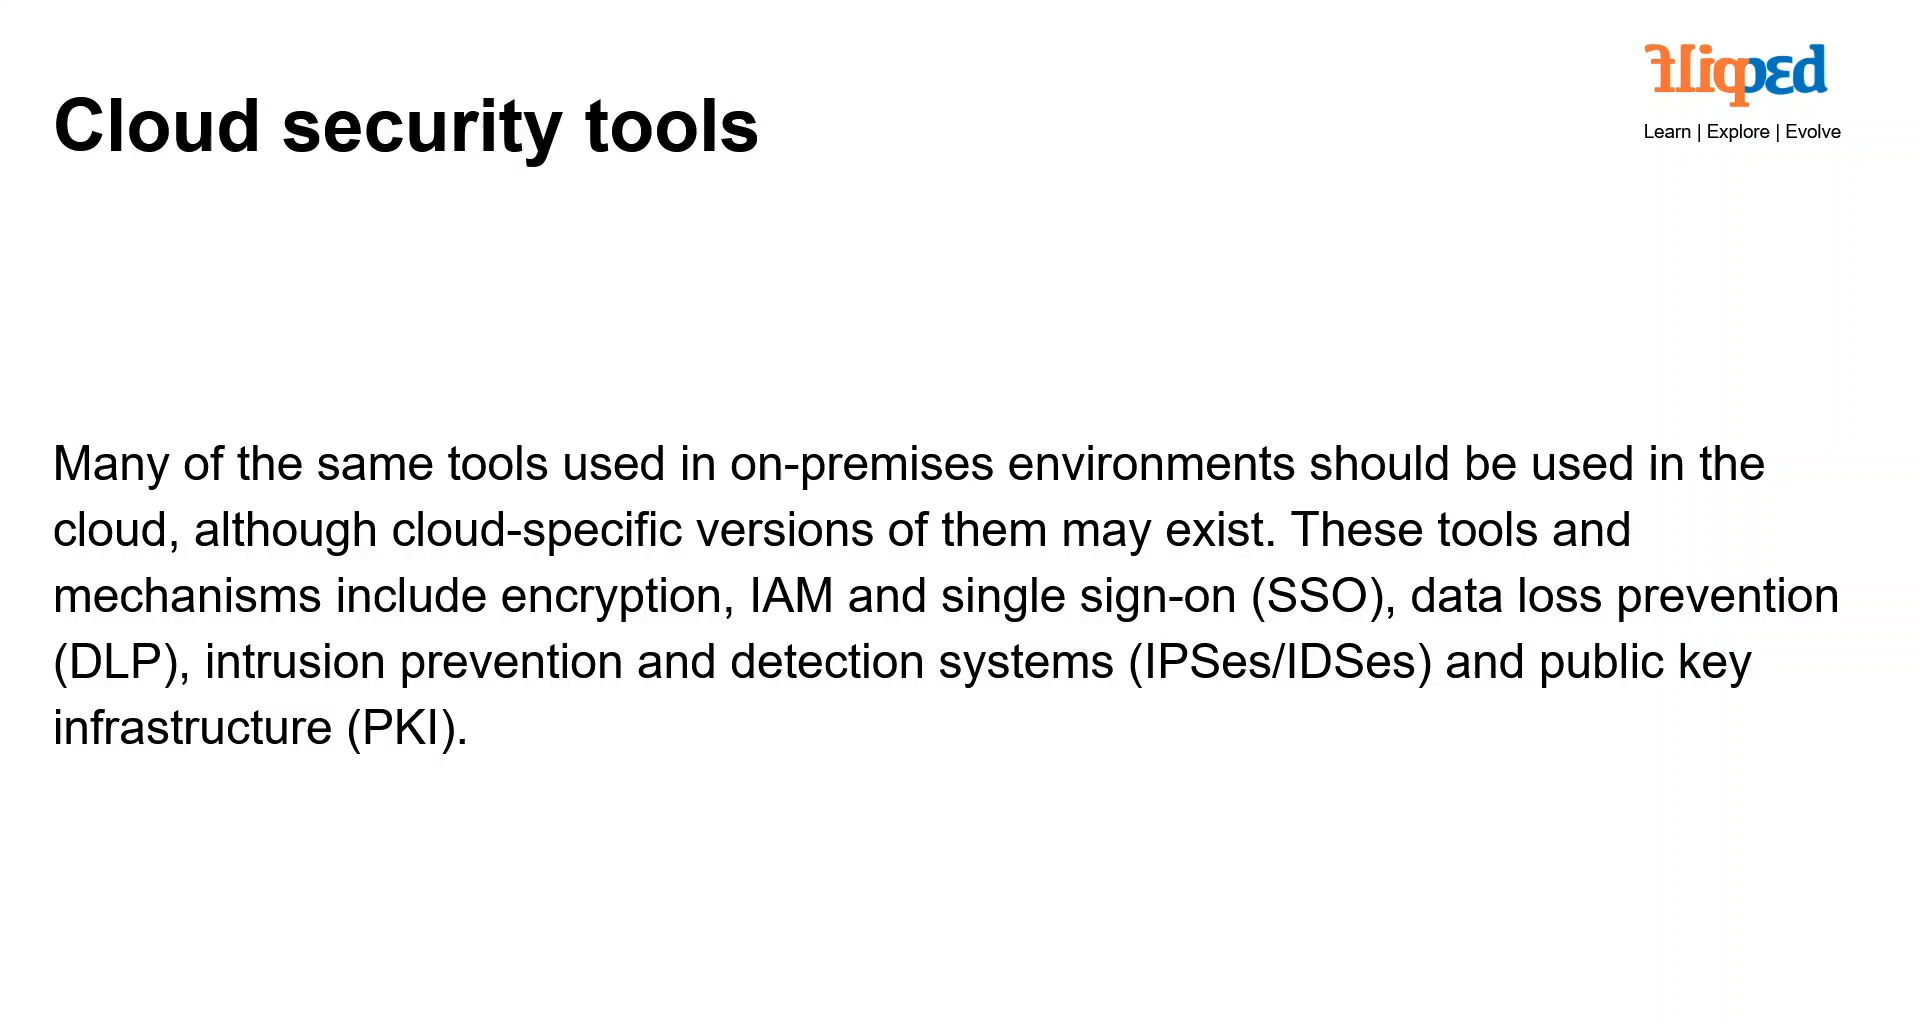 Cloud security tools
flipped
Learn | Explore | Evolve
Many of the same tools used in on-premises environments should be used in the
cloud, although cloud-specific versions of them may exist. These tools and
mechanisms include encryption, IAM and single sign-on (SSO), data loss prevention
(DLP), intrusion prevention and detection systems (IPSes/IDSes) and public key
infrastructure (PKI).